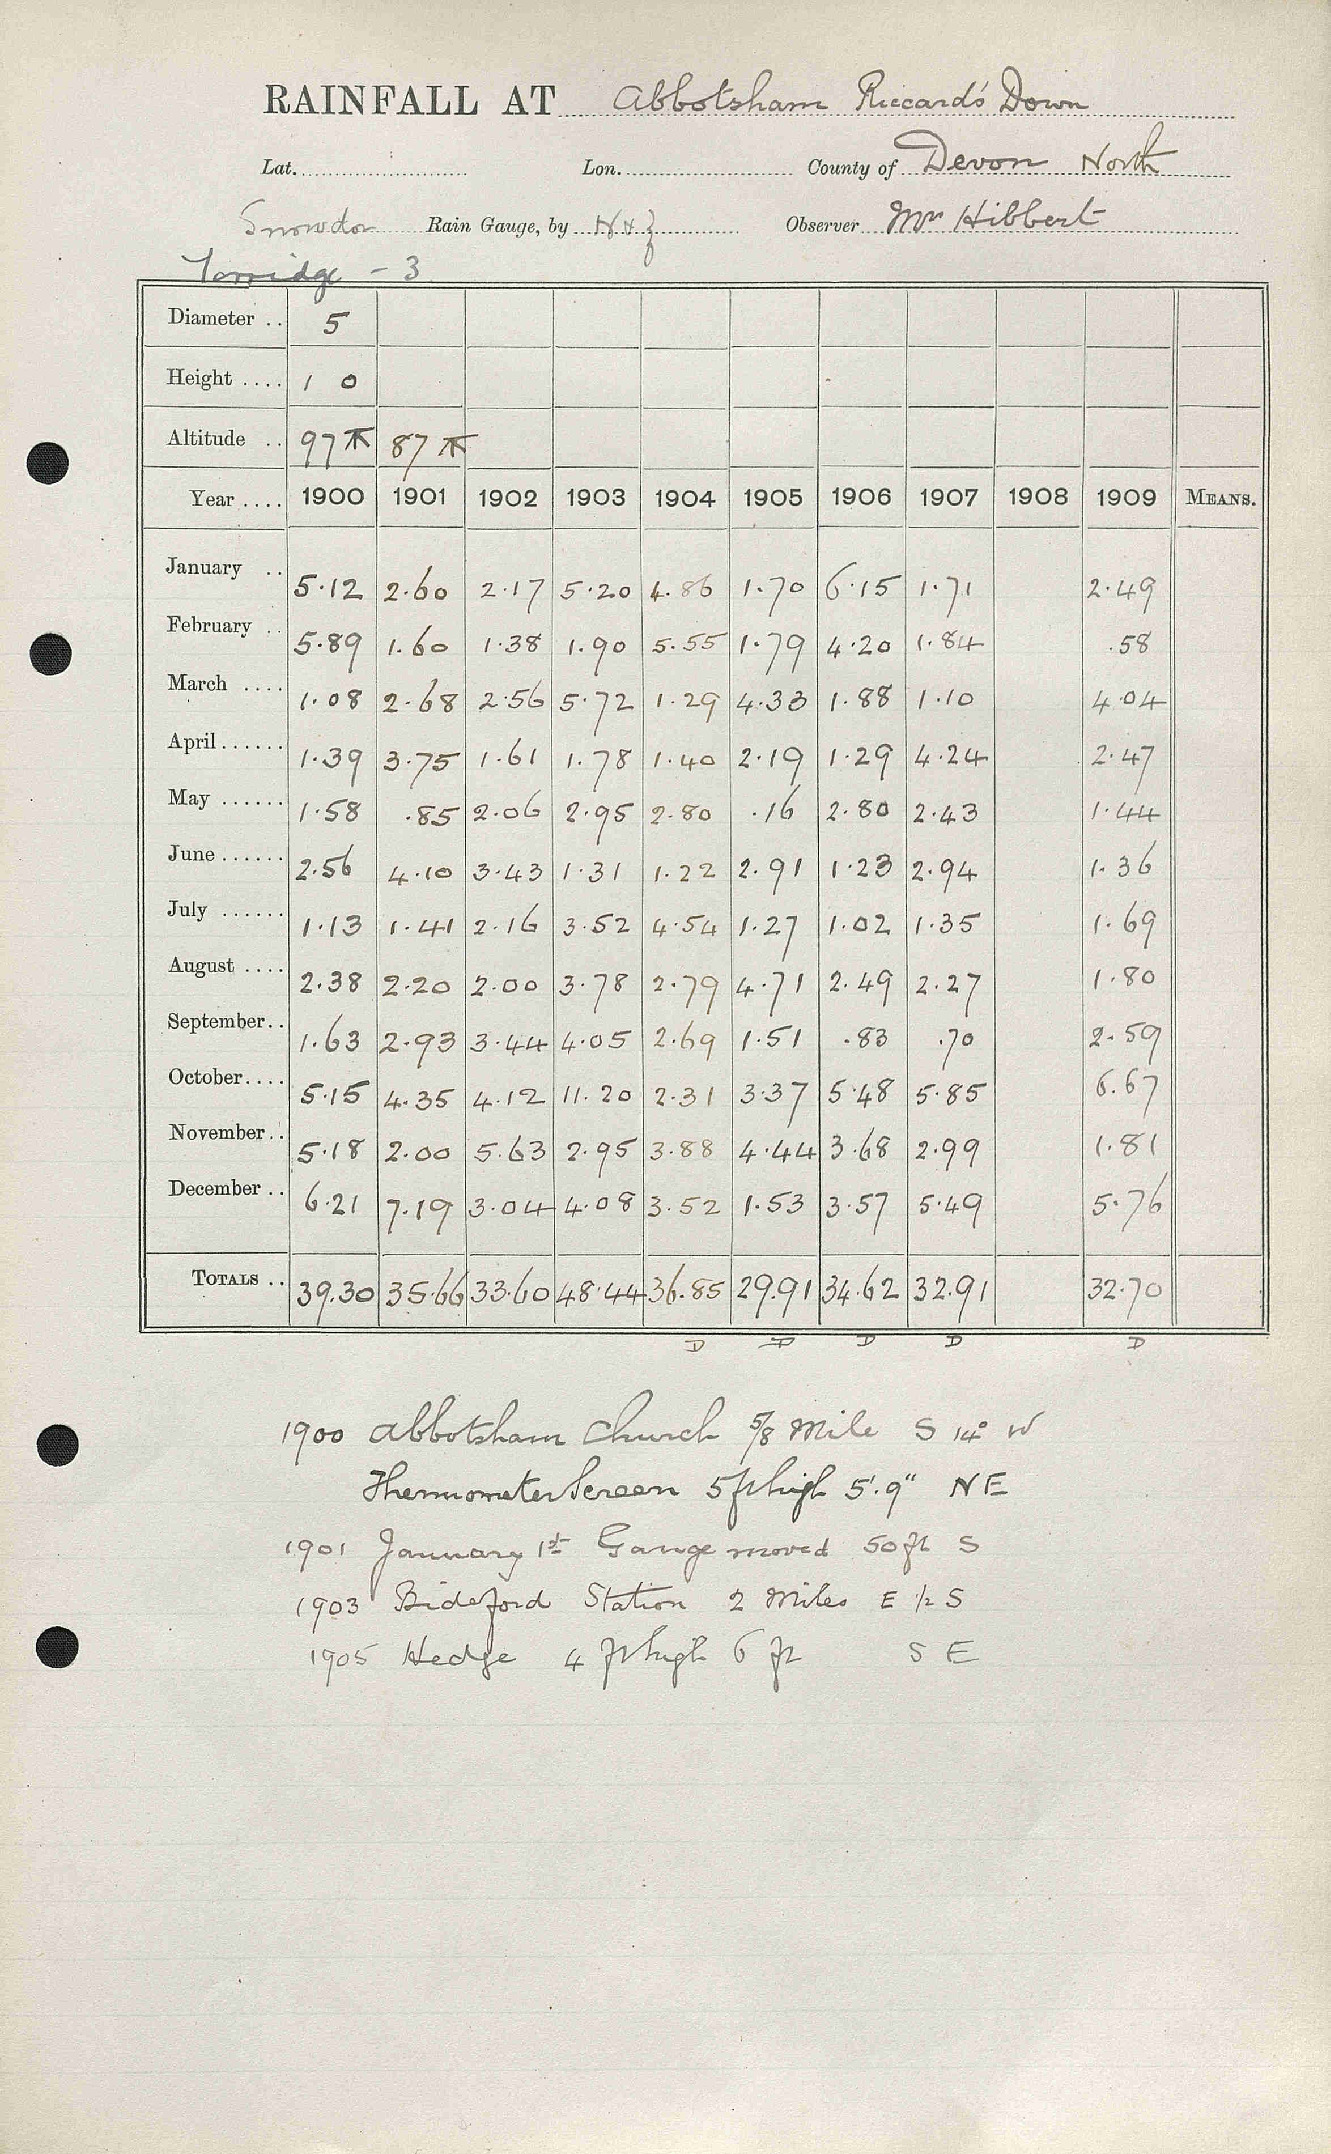 RAINFALL AT Abbotsham Riccard's Down
Lat. Lon. County of Devon North
Snowdon Rain Gauge, by N & Z Observer Mrs Hibbert
Torridge - 3
Diameter .. 5
Height .... 1 0
Altitude .. 97 87
Year .... 1900 1901 1902 1903 1904 1905 1906 1907 1908 1909 MEANS.
January .. 5.12 2.60 2.17 5.20 4.86 1.70 6.15 1.71 2.49
February .. 5.89 1.60 1.38 1.90 5.55 1.79 4.20 1.84 .58
March .... 1.08 2.68 2.56 5.72 1.29 4.33 1.88 1.10 4.04
April ...... 1.39 3.75 1.61 1.78 1.40 2.19 1.29 4.24 2.47
May ...... 1.58 .85 2.06 2.95 2.80 .16 2.80 2.43 1.44
June ...... 2.56 4.10 3.43 1.31 1.22 2.91 1.23 2.94 1.36
July ...... 1.13 1.41 2.16 3.52 4.54 1.27 1.02 1.35 1.69
August .... 2.38 2.20 2.00 3.78 2.79 4.71 2.49 2.27 1.80
September.. 1.63 2.93 3.44 4.05 2.69 1.51 .83 .70 2.59
October.... 5.15 4.35 4.12 11.20 2.31 3.37 5.48 5.85 6.67
November.. 5.18 2.00 5.63 2.95 3.88 4.44 3.68 2.99 1.81
December .. 6.21 7.19 3.04 4.08 3.52 1.53 3.57 5.49 5.76
TOTALS .. 39.30 35.66 33.60 48.44 36.85 29.91 34.62 32.91 32.70
D D D D D
1900 Abbotsham Church 5/8 Mile S 14° W
Thermometer Screen 5 ft high 5'.9" NE
1901 January 1st Gauge moved 50 ft S
1903 Bideford Station 2 Miles E 1/2 S
1905 Hedge 4 ft high 6 ft S E